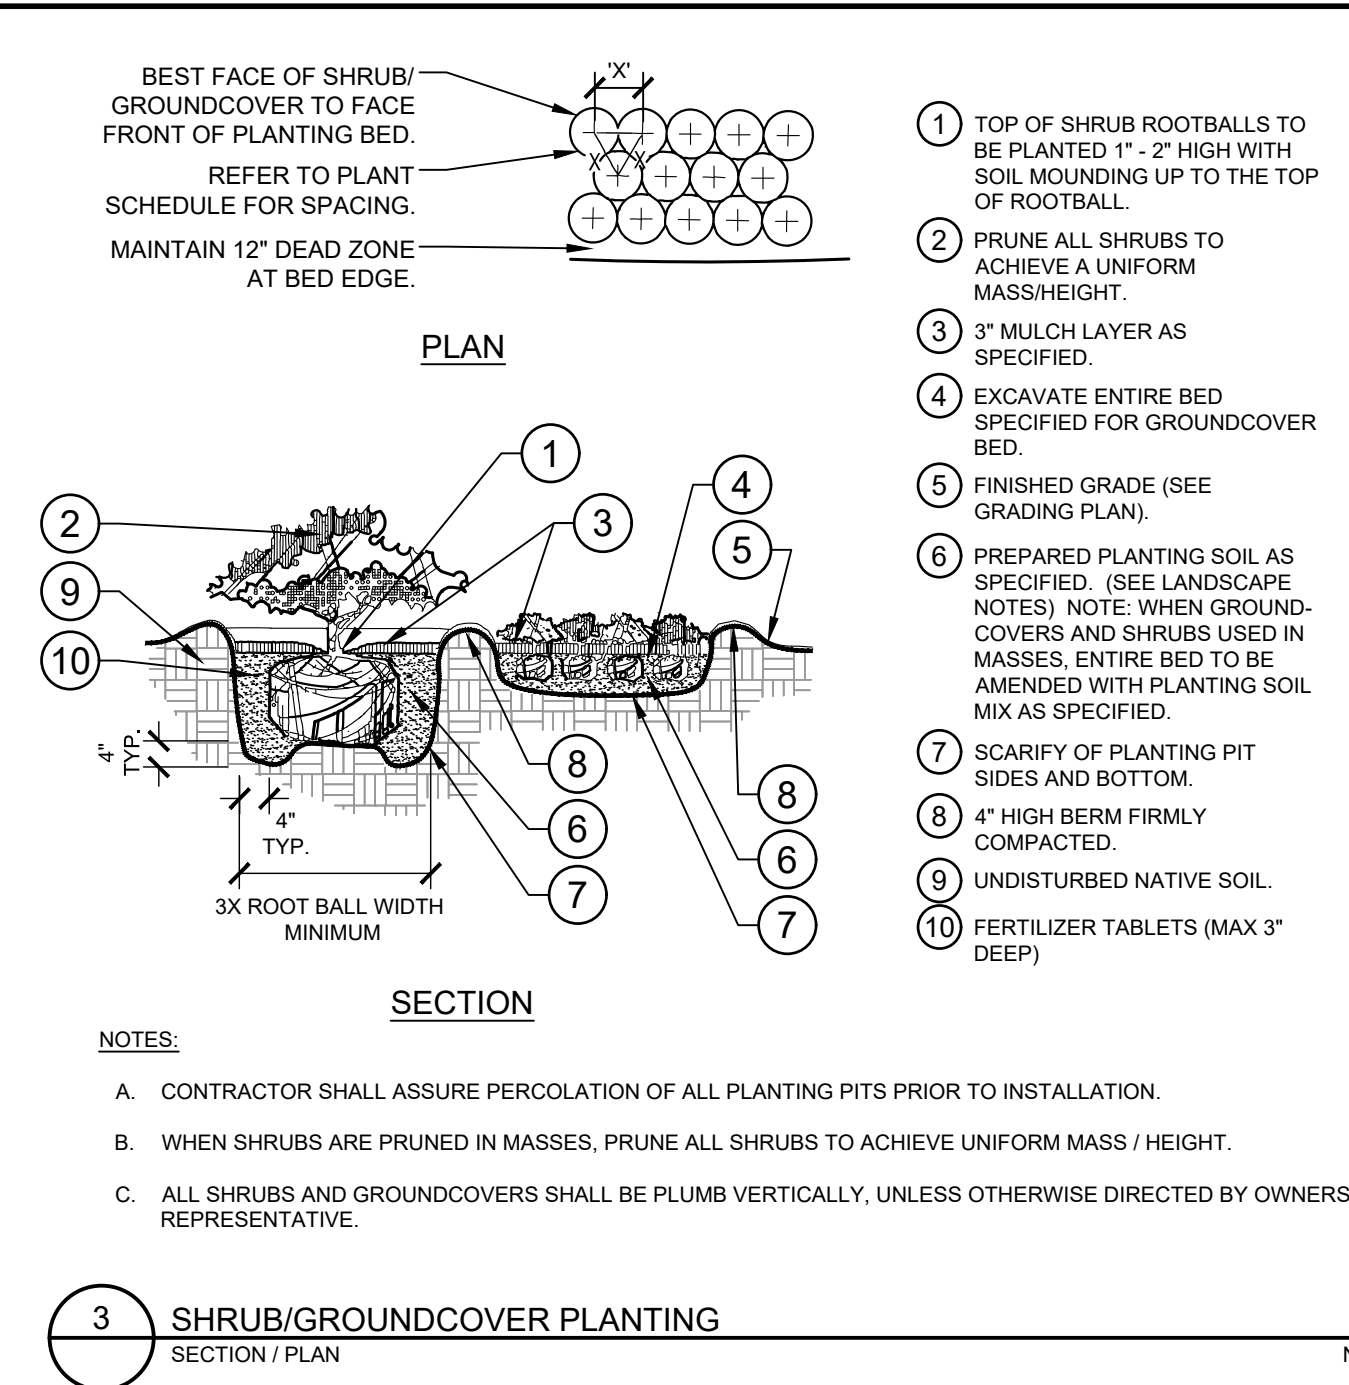 BEST FACE OF SHRUB/
GROUNDCOVER TO FACE
FRONT OF PLANTING BED.
REFER TO PLANT
SCHEDULE FOR SPACING.
MAINTAIN 12" DEAD ZONE
AT BED EDGE.
'X'
X
X
PLAN
1
2
3
4
5
9
10
4"
TYP.
4"
TYP.
8
6
7
8
6
7
3X ROOT BALL WIDTH
MINIMUM
SECTION
1 TOP OF SHRUB ROOTBALLS TO
BE PLANTED 1" - 2" HIGH WITH
SOIL MOUNDING UP TO THE TOP
OF ROOTBALL.
2 PRUNE ALL SHRUBS TO
ACHIEVE A UNIFORM
MASS/HEIGHT.
3 3" MULCH LAYER AS
SPECIFIED.
4 EXCAVATE ENTIRE BED
SPECIFIED FOR GROUNDCOVER
BED.
5 FINISHED GRADE (SEE
GRADING PLAN).
6 PREPARED PLANTING SOIL AS
SPECIFIED. (SEE LANDSCAPE
NOTES) NOTE: WHEN GROUND-
COVERS AND SHRUBS USED IN
MASSES, ENTIRE BED TO BE
AMENDED WITH PLANTING SOIL
MIX AS SPECIFIED.
7 SCARIFY OF PLANTING PIT
SIDES AND BOTTOM.
8 4" HIGH BERM FIRMLY
COMPACTED.
9 UNDISTURBED NATIVE SOIL.
10 FERTILIZER TABLETS (MAX 3"
DEEP)
NOTES:
A. CONTRACTOR SHALL ASSURE PERCOLATION OF ALL PLANTING PITS PRIOR TO INSTALLATION.
B. WHEN SHRUBS ARE PRUNED IN MASSES, PRUNE ALL SHRUBS TO ACHIEVE UNIFORM MASS / HEIGHT.
C. ALL SHRUBS AND GROUNDCOVERS SHALL BE PLUMB VERTICALLY, UNLESS OTHERWISE DIRECTED BY OWNERS
REPRESENTATIVE.
3 SHRUB/GROUNDCOVER PLANTING
SECTION / PLAN